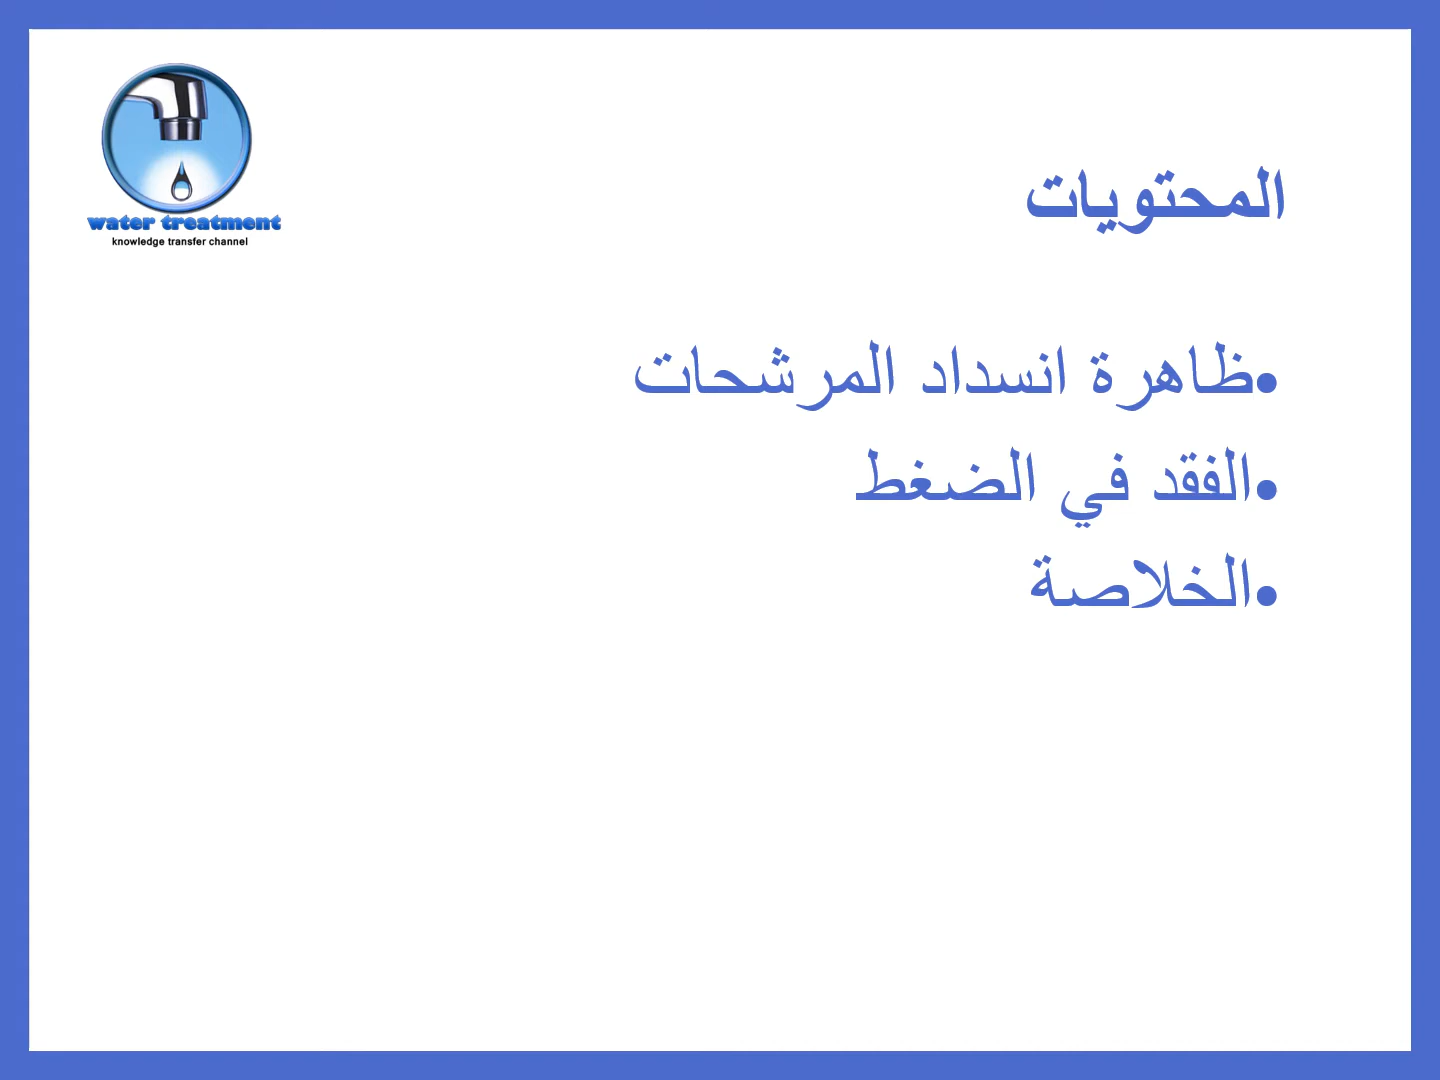 water treatment
knowledge transfer channel
المحتويات
•ظاهرة انسداد المرشحات
•الفقد في الضغط
•الخلاصة